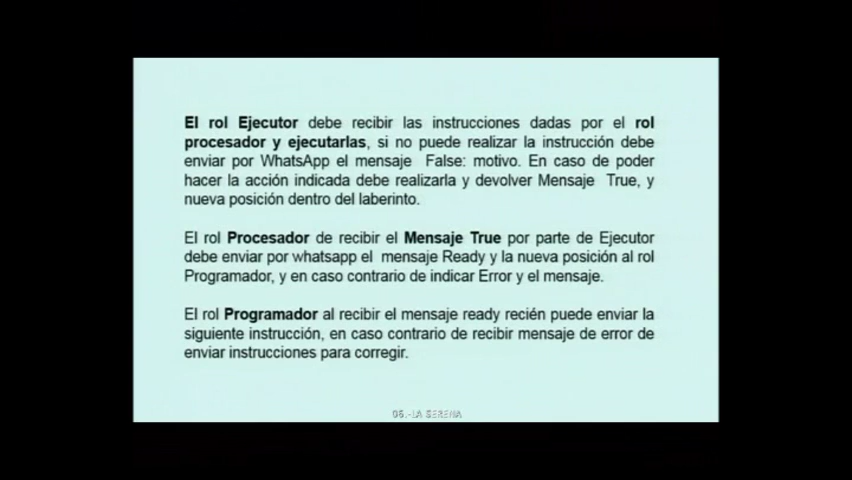 El rol Ejecutor debe recibir las instrucciones dadas por el rol
procesador y ejecutarlas, si no puede realizar la instrucción debe
enviar por WhatsApp el mensaje False: motivo. En caso de poder
hacer la acción indicada debe realizarla y devolver Mensaje True, y
nueva posición dentro del laberinto.
El rol Procesador de recibir el Mensaje True por parte de Ejecutor
debe enviar por whatsapp el mensaje Ready y la nueva posición al rol
Programador, y en caso contrario de indicar Error y el mensaje.
El rol Programador al recibir el mensaje ready recién puede enviar la
siguiente instrucción, en caso contrario de recibir mensaje de error de
enviar instrucciones para corregir.
06.-LA SERENA